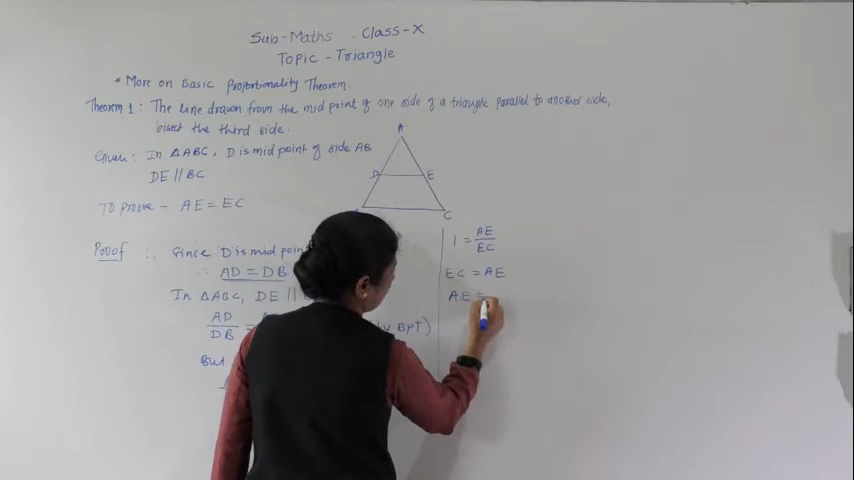 Sub-Maths . Class-X
Topic - Triangle
* More on Basic Proportionality Theorem.
Theorem 1 : The line drawn from the mid point of one side of a triangle parallel to another side,
bisect the third side.
Given : In △ABC, D is mid point of side AB
DE || BC
To prove - AE = EC
A
D E
C
Proof : Since D is mid poin
∴ AD = DB
In △ABC, DE ||
AD
DB =
BPT)
But
1 = AE
EC
EC = AE
AE =